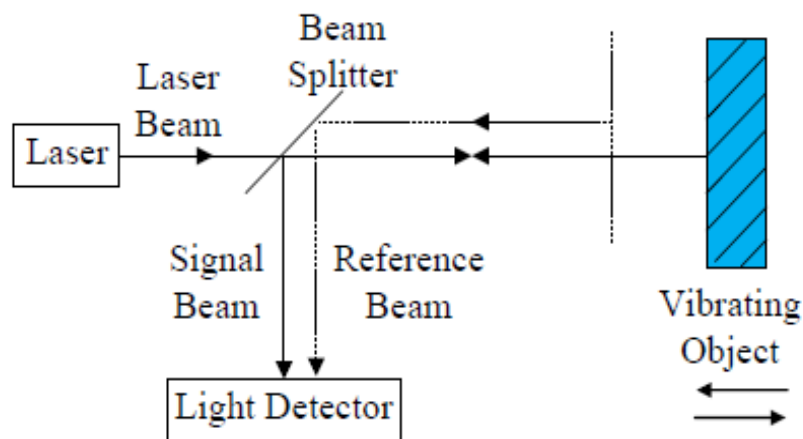 Beam
Splitter
Laser
Beam
Laser
Signal
Beam
Reference
Beam
Vibrating
Object
Light Detector